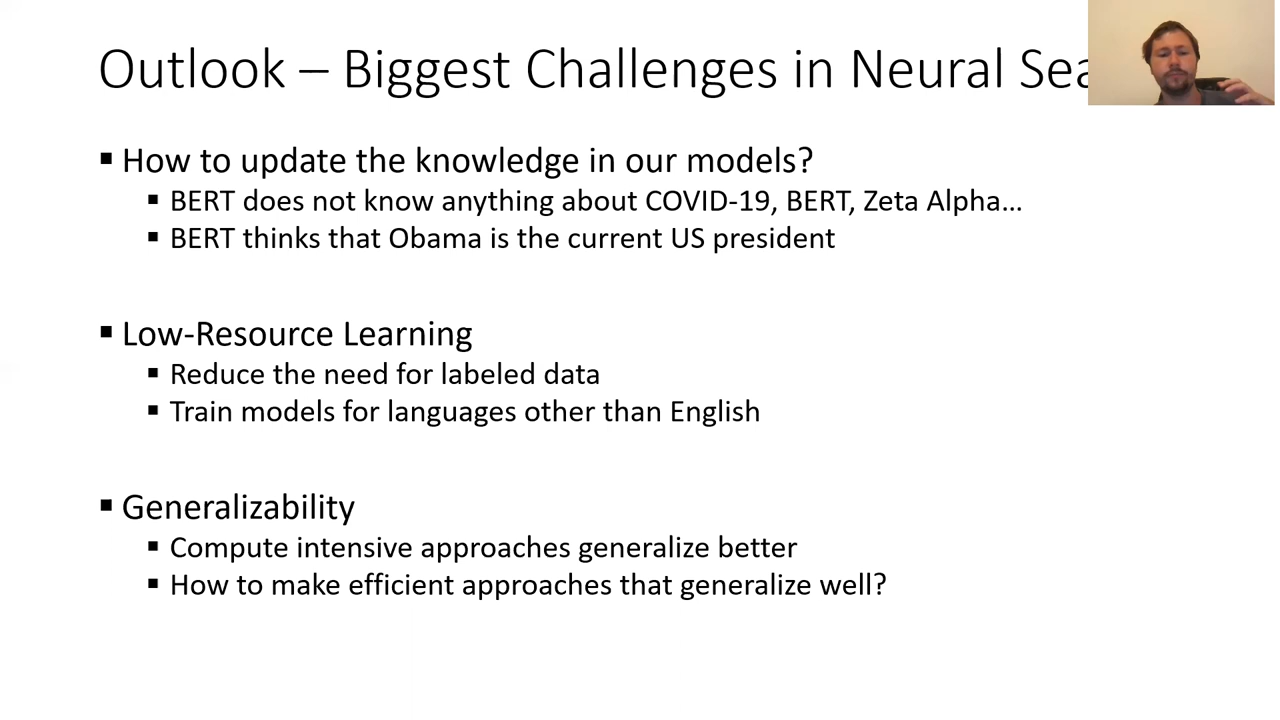 Outlook – Biggest Challenges in Neural
▪ How to update the knowledge in our models?
▪ BERT does not know anything about COVID-19, BERT, Zeta Alpha...
▪ BERT thinks that Obama is the current US president
▪ Low-Resource Learning
▪ Reduce the need for labeled data
▪ Train models for languages other than English
▪ Generalizability
▪ Compute intensive approaches generalize better
▪ How to make efficient approaches that generalize well?